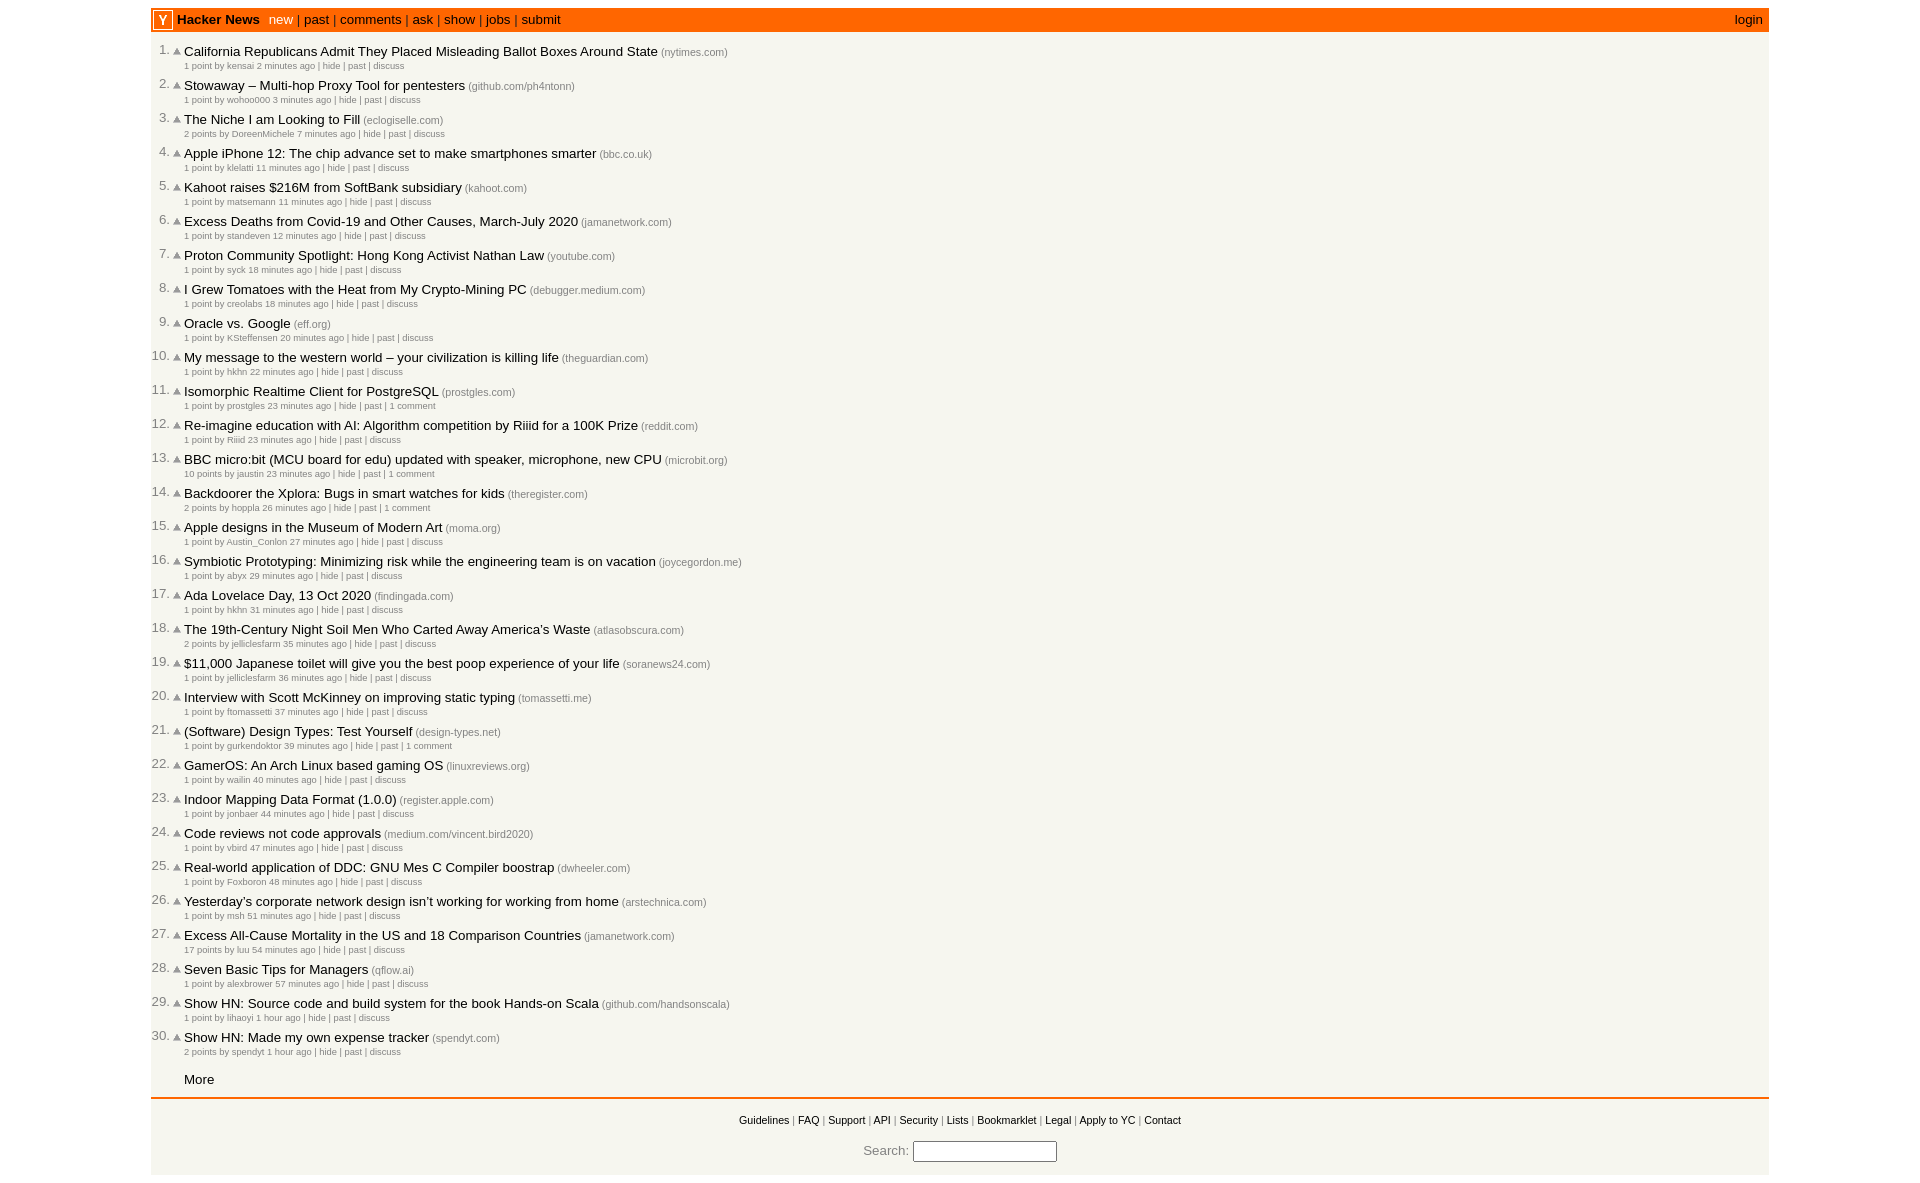 Y Hacker News new | past | comments | ask | show | jobs | submit login
1. California Republicans Admit They Placed Misleading Ballot Boxes Around State (nytimes.com)
1 point by kensai 2 minutes ago | hide | past | discuss
2. Stowaway – Multi-hop Proxy Tool for pentesters (github.com/ph4ntonn)
1 point by wohoo000 3 minutes ago | hide | past | discuss
3. The Niche I am Looking to Fill (eclogiselle.com)
2 points by DoreenMichele 7 minutes ago | hide | past | discuss
4. Apple iPhone 12: The chip advance set to make smartphones smarter (bbc.co.uk)
1 point by klelatti 11 minutes ago | hide | past | discuss
5. Kahoot raises $216M from SoftBank subsidiary (kahoot.com)
1 point by matsemann 11 minutes ago | hide | past | discuss
6. Excess Deaths from Covid-19 and Other Causes, March-July 2020 (jamanetwork.com)
1 point by standeven 12 minutes ago | hide | past | discuss
7. Proton Community Spotlight: Hong Kong Activist Nathan Law (youtube.com)
1 point by syck 18 minutes ago | hide | past | discuss
8. I Grew Tomatoes with the Heat from My Crypto-Mining PC (debugger.medium.com)
1 point by creolabs 18 minutes ago | hide | past | discuss
9. Oracle vs. Google (eff.org)
1 point by KSteffensen 20 minutes ago | hide | past | discuss
10. My message to the western world – your civilization is killing life (theguardian.com)
1 point by hkhn 22 minutes ago | hide | past | discuss
11. Isomorphic Realtime Client for PostgreSQL (prostgles.com)
1 point by prostgles 23 minutes ago | hide | past | 1 comment
12. Re-imagine education with AI: Algorithm competition by Riiid for a 100K Prize (reddit.com)
1 point by Riiid 23 minutes ago | hide | past | discuss
13. BBC micro:bit (MCU board for edu) updated with speaker, microphone, new CPU (microbit.org)
10 points by jaustin 23 minutes ago | hide | past | 1 comment
14. Backdoorer the Xplora: Bugs in smart watches for kids (theregister.com)
2 points by hoppla 26 minutes ago | hide | past | 1 comment
15. Apple designs in the Museum of Modern Art (moma.org)
1 point by Austin_Conlon 27 minutes ago | hide | past | discuss
16. Symbiotic Prototyping: Minimizing risk while the engineering team is on vacation (joycegordon.me)
1 point by abyx 29 minutes ago | hide | past | discuss
17. Ada Lovelace Day, 13 Oct 2020 (findingada.com)
1 point by hkhn 31 minutes ago | hide | past | discuss
18. The 19th-Century Night Soil Men Who Carted Away America’s Waste (atlasobscura.com)
2 points by jelliclesfarm 35 minutes ago | hide | past | discuss
19. $11,000 Japanese toilet will give you the best poop experience of your life (soranews24.com)
1 point by jelliclesfarm 36 minutes ago | hide | past | discuss
20. Interview with Scott McKinney on improving static typing (tomassetti.me)
1 point by ftomassetti 37 minutes ago | hide | past | discuss
21. (Software) Design Types: Test Yourself (design-types.net)
1 point by gurkendoktor 39 minutes ago | hide | past | 1 comment
22. GamerOS: An Arch Linux based gaming OS (linuxreviews.org)
1 point by wailin 40 minutes ago | hide | past | discuss
23. Indoor Mapping Data Format (1.0.0) (register.apple.com)
1 point by jonbaer 44 minutes ago | hide | past | discuss
24. Code reviews not code approvals (medium.com/vincent.bird2020)
1 point by vbird 47 minutes ago | hide | past | discuss
25. Real-world application of DDC: GNU Mes C Compiler boostrap (dwheeler.com)
1 point by Foxboron 48 minutes ago | hide | past | discuss
26. Yesterday’s corporate network design isn’t working for working from home (arstechnica.com)
1 point by msh 51 minutes ago | hide | past | discuss
27. Excess All-Cause Mortality in the US and 18 Comparison Countries (jamanetwork.com)
17 points by luu 54 minutes ago | hide | past | discuss
28. Seven Basic Tips for Managers (qflow.ai)
1 point by alexbrower 57 minutes ago | hide | past | discuss
29. Show HN: Source code and build system for the book Hands-on Scala (github.com/handsonscala)
1 point by lihaoyi 1 hour ago | hide | past | discuss
30. Show HN: Made my own expense tracker (spendyt.com)
2 points by spendyt 1 hour ago | hide | past | discuss
More
Guidelines | FAQ | Support | API | Security | Lists | Bookmarklet | Legal | Apply to YC | Contact
Search: